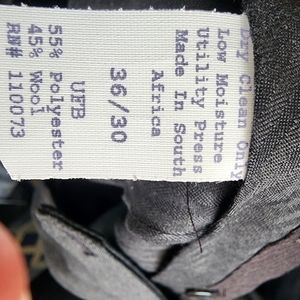 Dry Clean Only
Low Moisture
Utility Press
Made In South
Africa
36/30
UFB
55% Polyester
45% Wool
RN# 110073